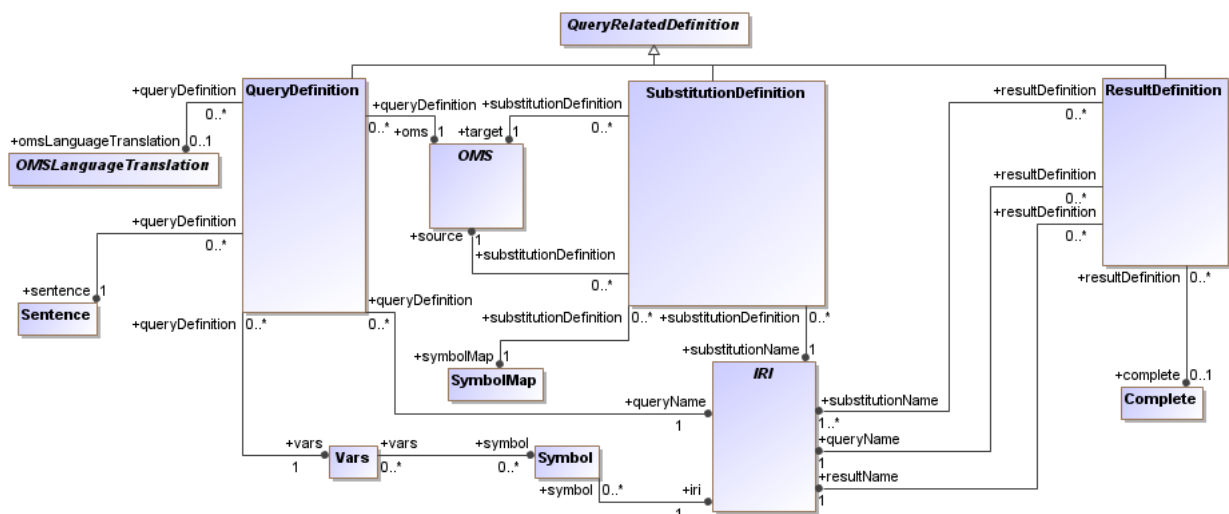 QueryRelatedDefinition
QueryDefinition
SubstitutionDefinition
ResultDefinition
+queryDefinition
0..*
+omsLanguageTranslation
0..1
OMSLanguageTranslation
+queryDefinition
0..*
+oms
1
+substitutionDefinition
0..*
+target
1
OMS
+source
1
+substitutionDefinition
0..*
+resultDefinition
0..*
+resultDefinition
0..*
+resultDefinition
0..*
+resultDefinition
0..*
+queryDefinition
0..*
+sentence
1
Sentence
+queryDefinition
0..*
+queryDefinition
0..*
+substitutionDefinition
0..*
+symbolMap
1
SymbolMap
+substitutionDefinition
0..*
+substitutionName
1
IRI
+complete
0..1
Complete
+queryName
1
+substitutionName
1..*
+queryName
1
+resultName
1
+vars
1
Vars
+vars
0..*
+symbol
0..*
Symbol
+symbol
0..*
+iri
1